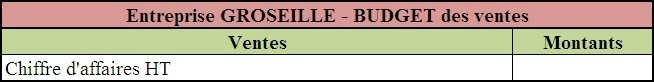 Entreprise GROSEILLE - BUDGET des ventes
Ventes Montants
Chiffre d'affaires HT